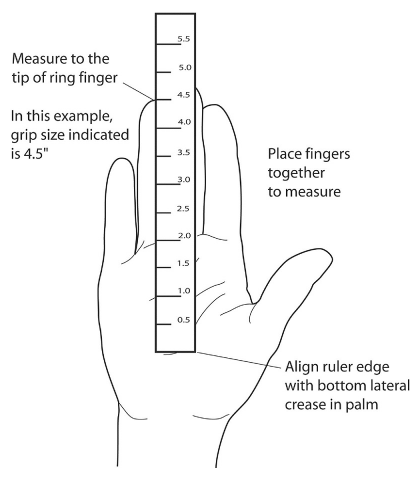 Measure to the
tip of ring finger
In this example,
grip size indicated
is 4.5"
5.5
5.0
4.5
4.0
3.5
3.0
2.5
2.0
1.5
1.0
0.5
Place fingers
together
to measure
Align ruler edge
with bottom lateral
crease in palm